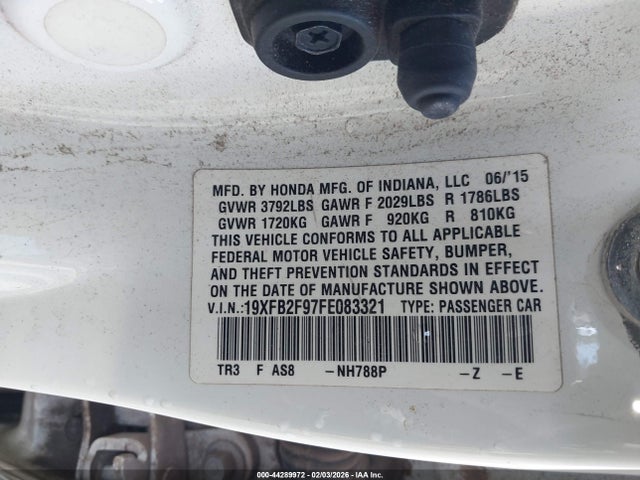 MFD. BY HONDA MFG. OF INDIANA, LLC 06/'15
GVWR 3792LBS GAWR F 2029LBS R 1786LBS
GVWR 1720KG GAWR F 920KG R 810KG
THIS VEHICLE CONFORMS TO ALL APPLICABLE
FEDERAL MOTOR VEHICLE SAFETY, BUMPER,
AND THEFT PREVENTION STANDARDS IN EFFECT
ON THE DATE OF MANUFACTURE SHOWN ABOVE.
V.I.N.:19XFB2F97FE083321 TYPE: PASSENGER CAR
TR3 F AS8 -NH788P -Z -E
000-44289972 - 02/03/2026 - IAAI Inc.